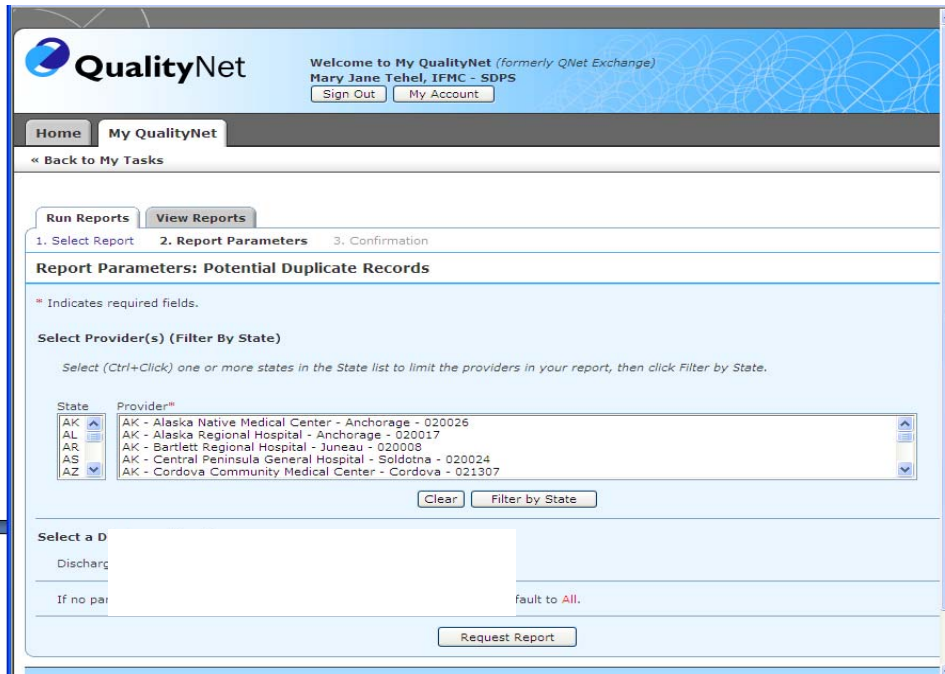 QualityNet
Welcome to My QualityNet (formerly QNet Exchange)
Mary Jane Tehel, IFMC - SDPS
Sign Out My Account
Home My QualityNet
« Back to My Tasks
Run Reports View Reports
1. Select Report 2. Report Parameters 3. Confirmation
Report Parameters: Potential Duplicate Records
* Indicates required fields.
Select Provider(s) (Filter By State)
Select (Ctrl+Click) one or more states in the State list to limit the providers in your report, then click Filter by State.
State Provider*
AK AK - Alaska Native Medical Center - Anchorage - 020026
AL AK - Alaska Regional Hospital - Anchorage - 020017
AR AK - Bartlett Regional Hospital - Juneau - 020008
AS AK - Central Peninsula General Hospital - Soldotna - 020024
AZ AK - Cordova Community Medical Center - Cordova - 021307
Clear Filter by State
Select a D
If no fault to All.
Request Report